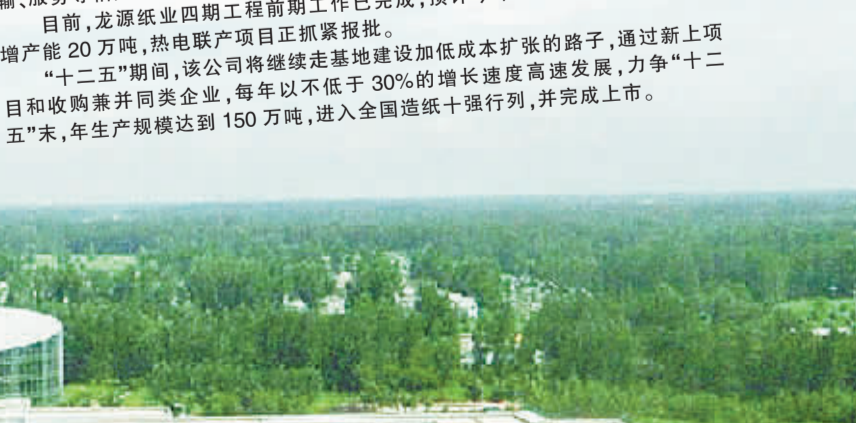 输、服务等
目前，龙源纸业四期工程前期工作已完成，预计
增产能 20 万吨，热电联产项目正抓紧报批。
“十二五”期间，该公司将继续走基地建设加低成本扩张的路子，通过新上项
目和收购兼并同类企业，每年以不低于 30%的增长速度高速发展，力争“十二
五”末，年生产规模达到 150 万吨，进入全国造纸十强行列，并完成上市。